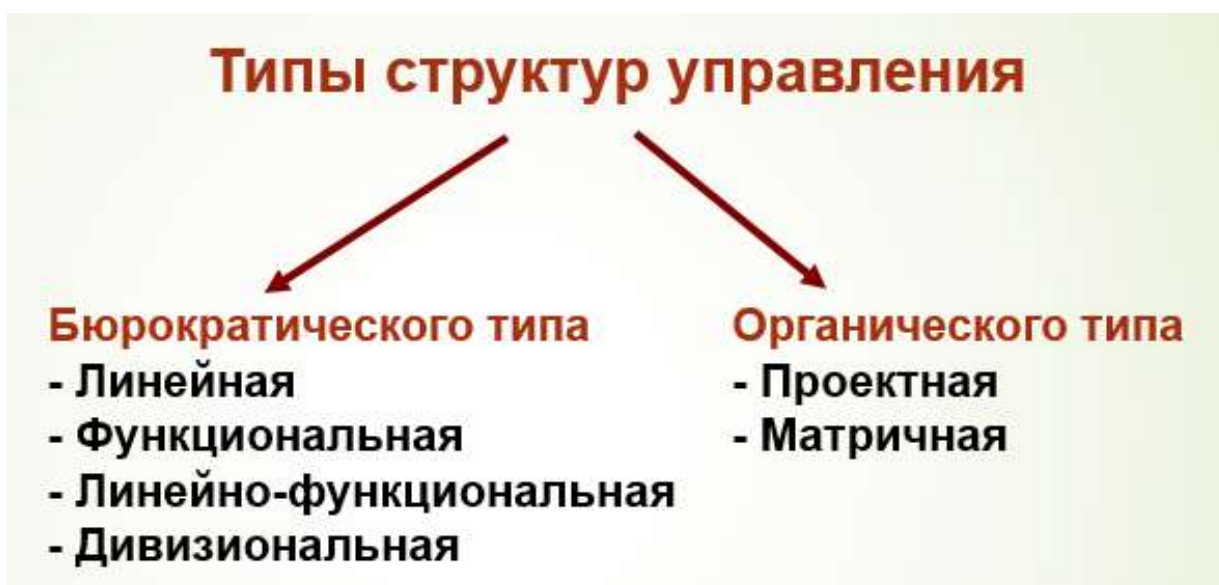 Типы структур управления
Бюрократического типа
- Линейная
- Функциональная
- Линейно-функциональная
- Дивизиональная
Органического типа
- Проектная
- Матричная